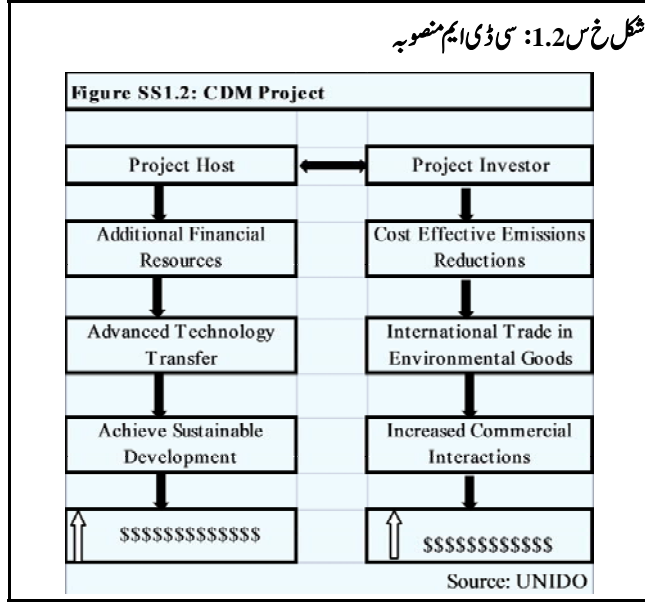 شکل خ س 1.2: سی ڈی ایم منصوبہ
Figure SS1.2: CDM Project
Project Host
Project Investor
Additional Financial
Resources
Cost Effective Emissions
Reductions
Advanced Technology
Transfer
International Trade in
Environmental Goods
Achieve Sustainable
Development
Increased Commercial
Interactions
$$$$$$$$$$$$$
$$$$$$$$$$$$
Source: UNIDO